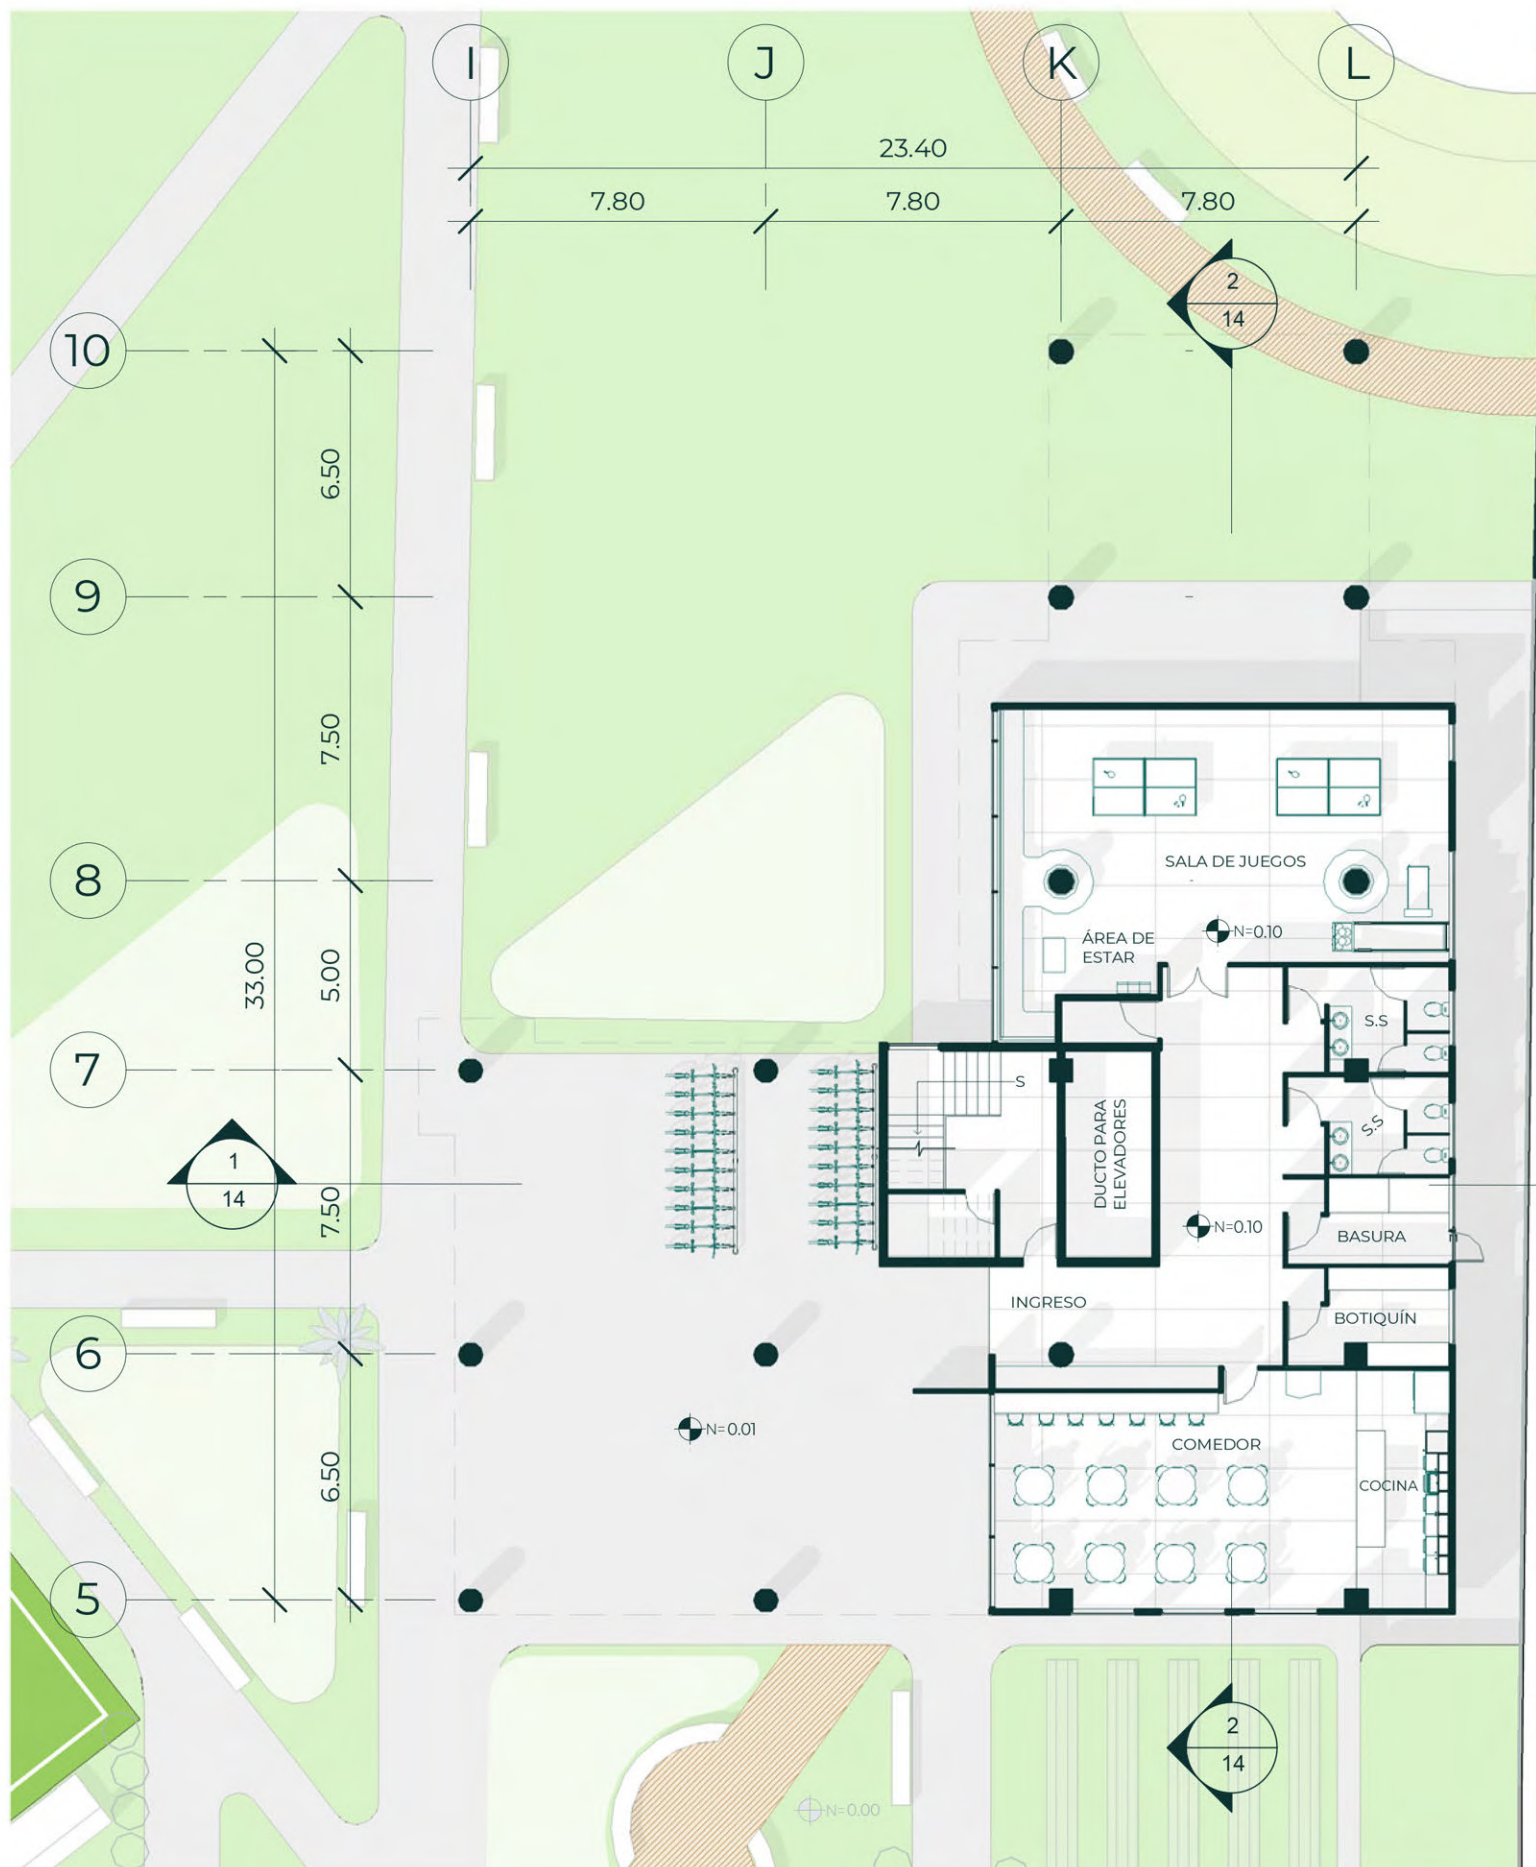 I J K L
23.40
7.80 7.80 7.80
2
14
10
6.50
9
7.50
8
SALA DE JUEGOS
N=0.10
ÁREA DE
ESTAR
33.00
5.00
S.S
7
S
DUCTO PARA
ELEVADORES
S.S
1
14
7.50
N=0.10
BASURA
INGRESO
BOTIQUÍN
6
N=0.01
COMEDOR
6.50
COCINA
5
2
14
N=0.00